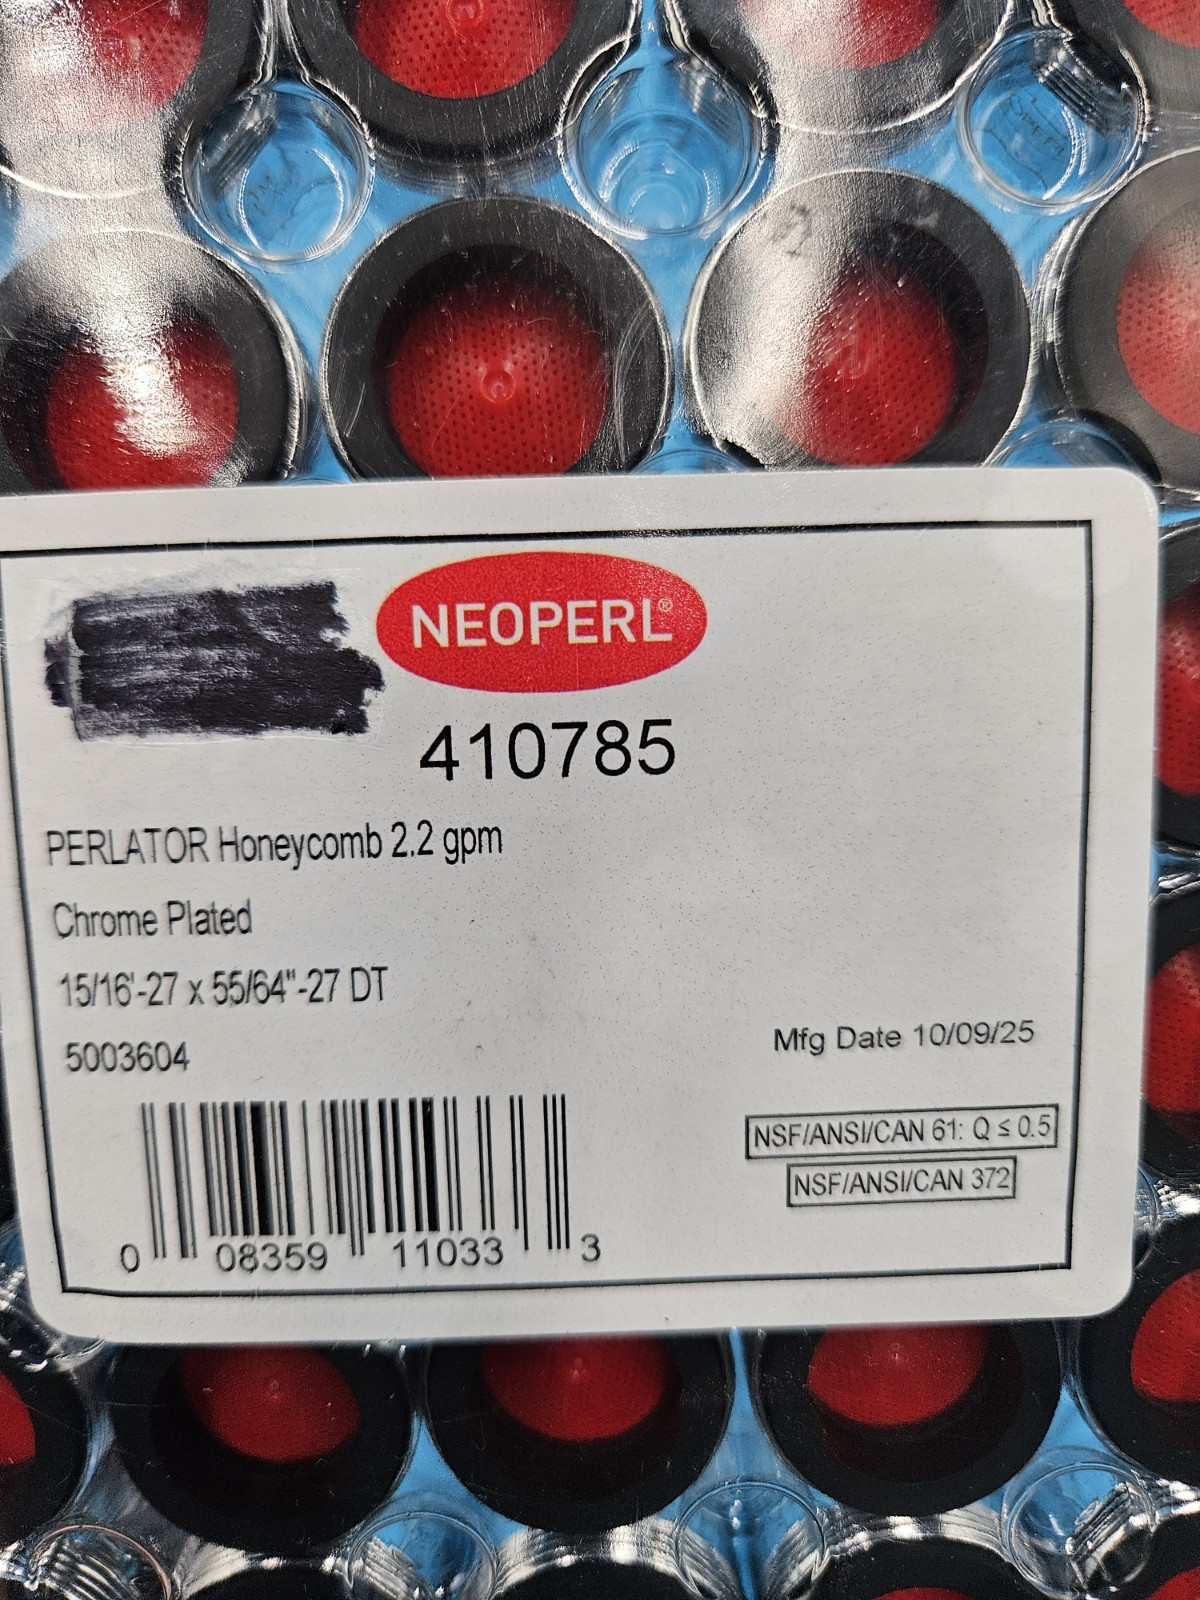 NEOPERL®
410785
PERLATOR Honeycomb 2.2 gpm
Chrome Plated
15/16'-27 x 55/64"-27 DT
5003604
Mfg Date 10/09/25
NSF/ANSI/CAN 61: Q ≤ 0.5
NSF/ANSI/CAN 372
0 08359 11033 3